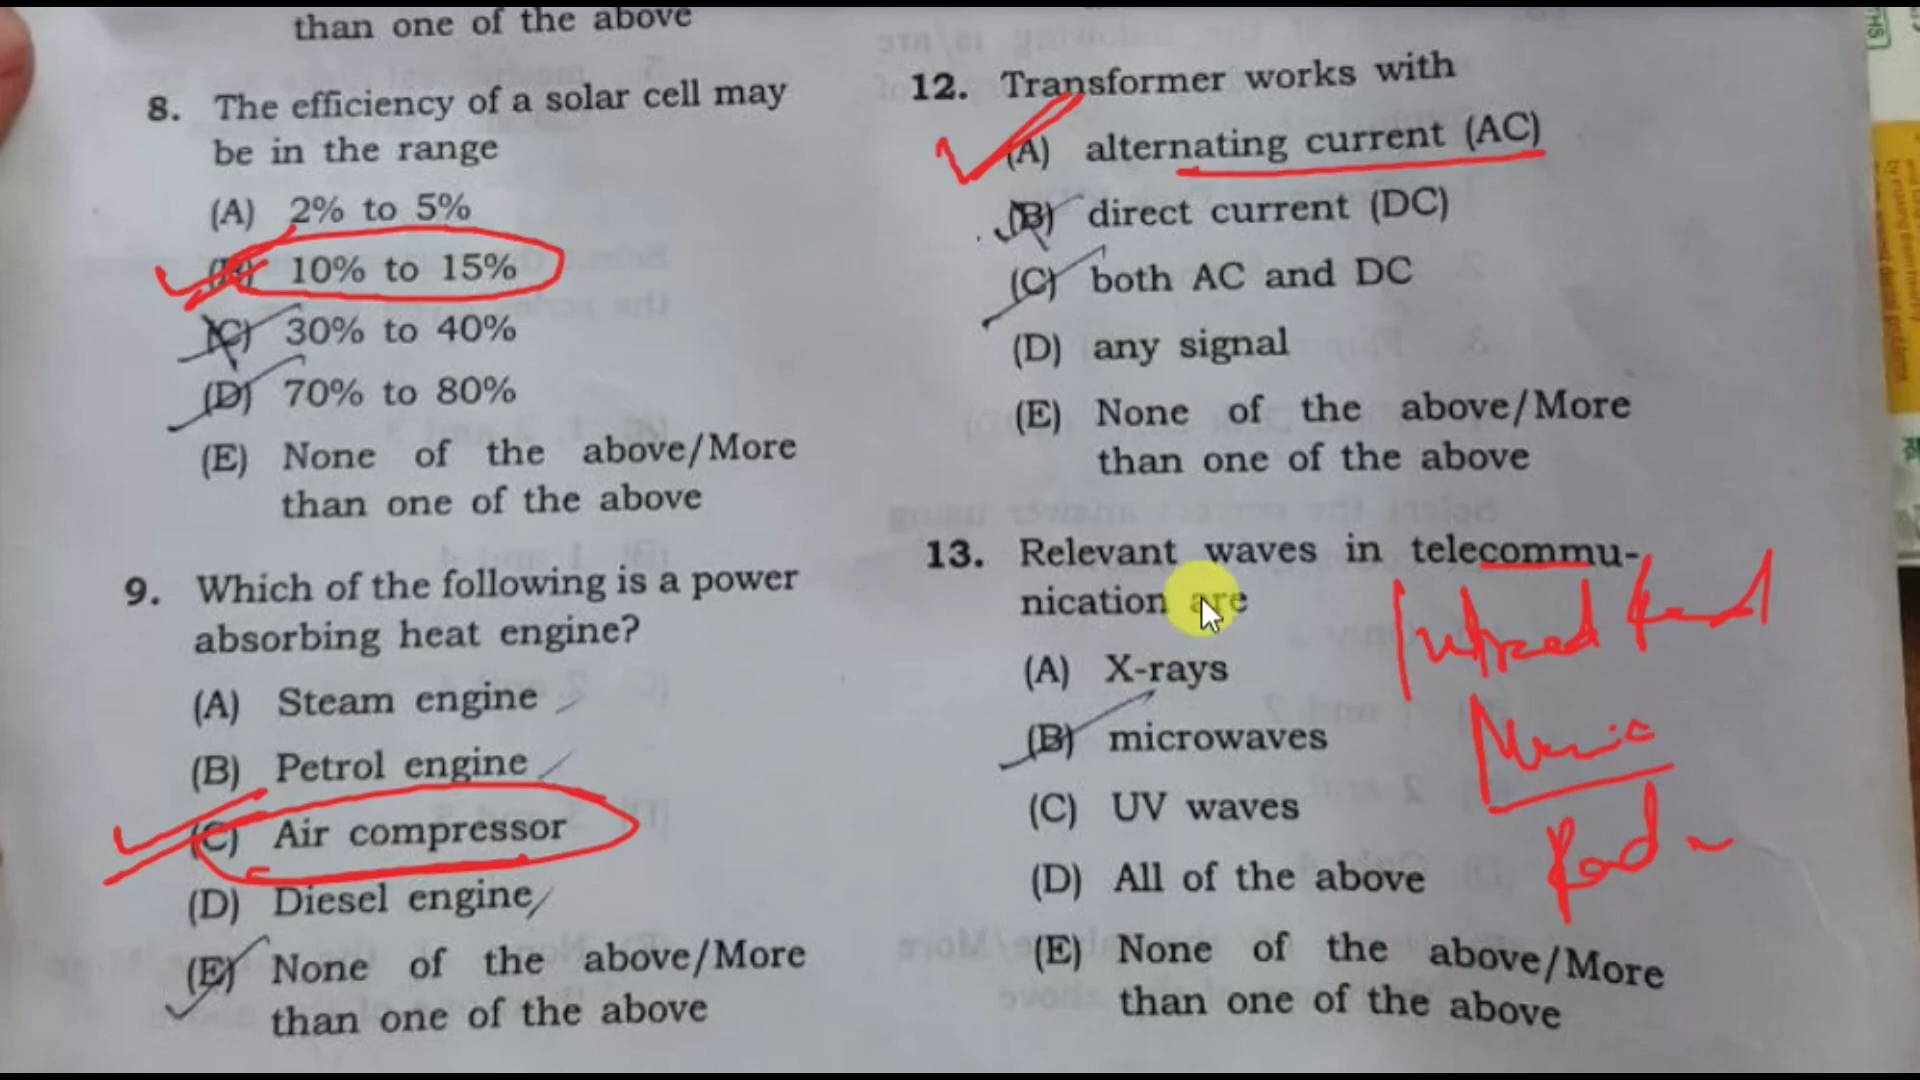 than one of the above
8. The efficiency of a solar cell may
be in the range
(A) 2% to 5%
(B) 10% to 15%
(C) 30% to 40%
(D) 70% to 80%
(E) None of the above/More
than one of the above
9. Which of the following is a power
absorbing heat engine?
(A) Steam engine
(B) Petrol engine
(C) Air compressor
(D) Diesel engine
(E) None of the above/More
than one of the above
12. Transformer works with
(A) alternating current (AC)
(B) direct current (DC)
(C) both AC and DC
(D) any signal
(E) None of the above/More
than one of the above
13. Relevant waves in telecommu-
nication are
(A) X-rays
(B) microwaves
(C) UV waves
(D) All of the above
(E) None of the above/More
than one of the above